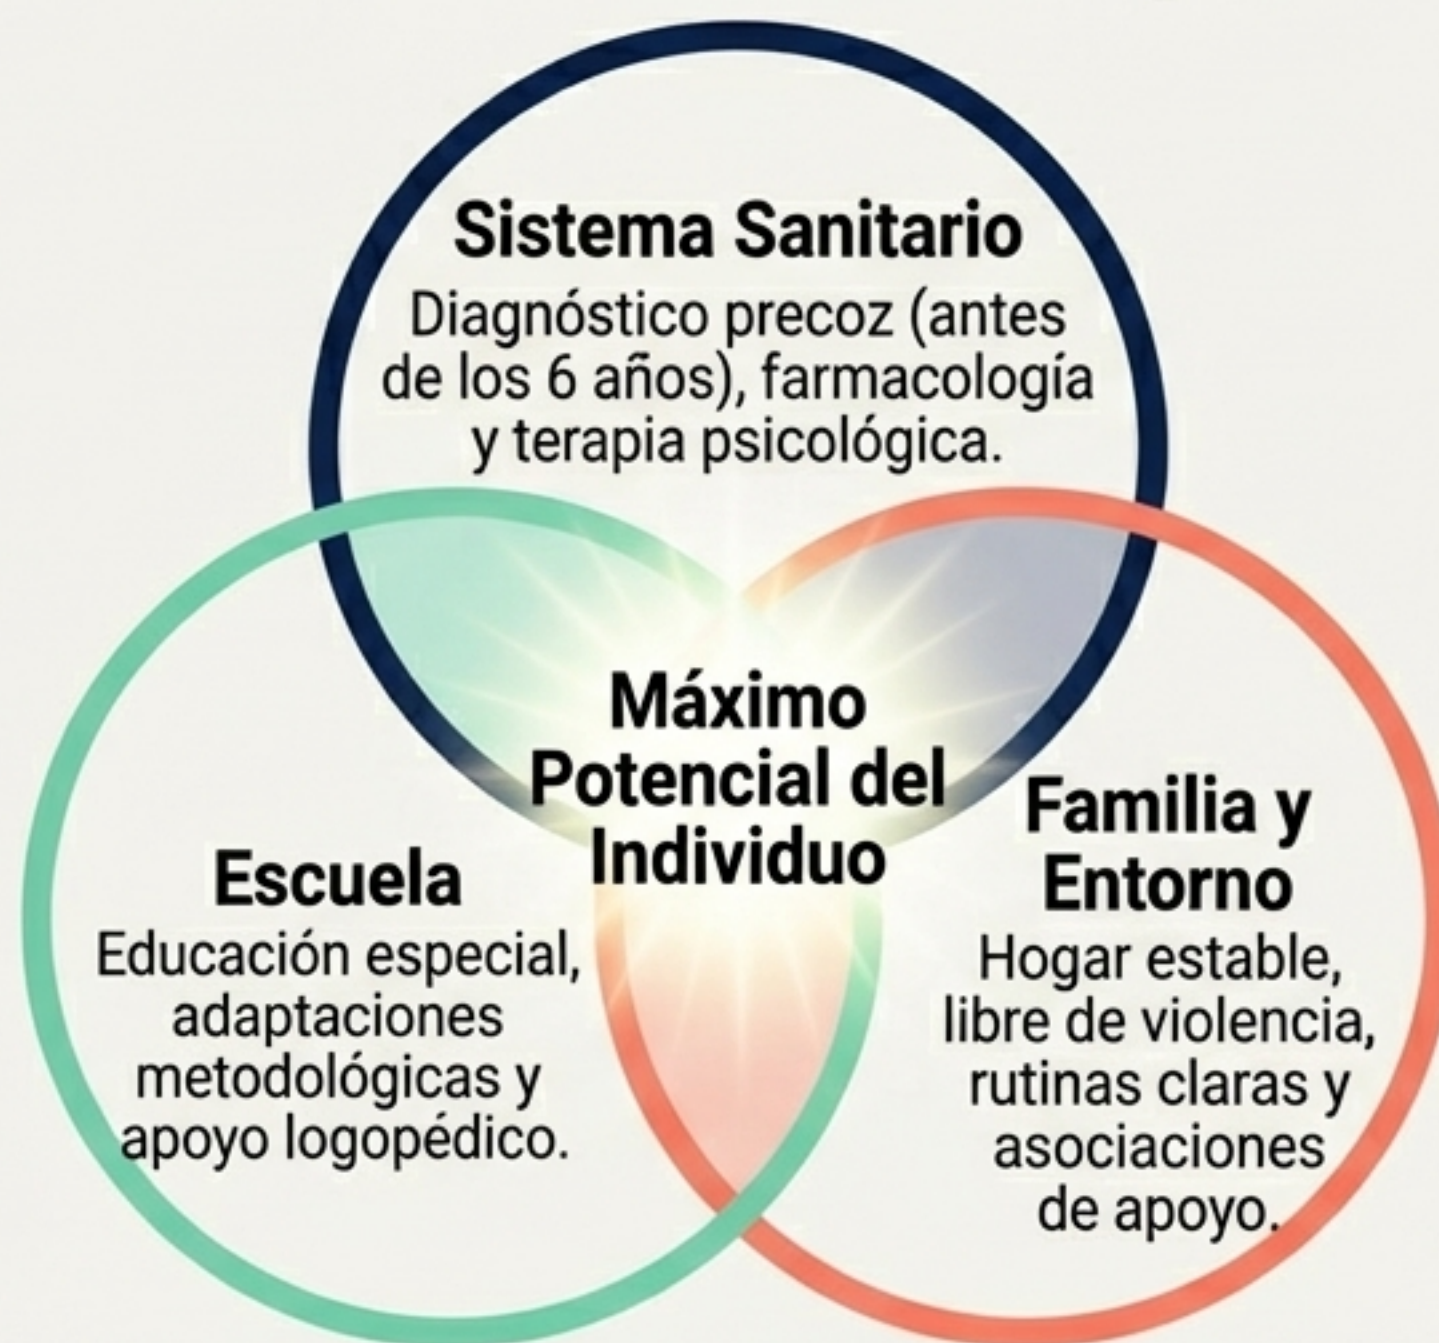 Sistema Sanitario
Diagnóstico precoz (antes
de los 6 años), farmacología
y terapia psicológica.
Máximo
Potencial del
Individuo
Escuela
Educación especial,
adaptaciones
metodológicas y
apoyo logopédico.
Familia y
Entorno
Hogar estable,
libre de violencia,
rutinas claras y
asociaciones
de apoyo.